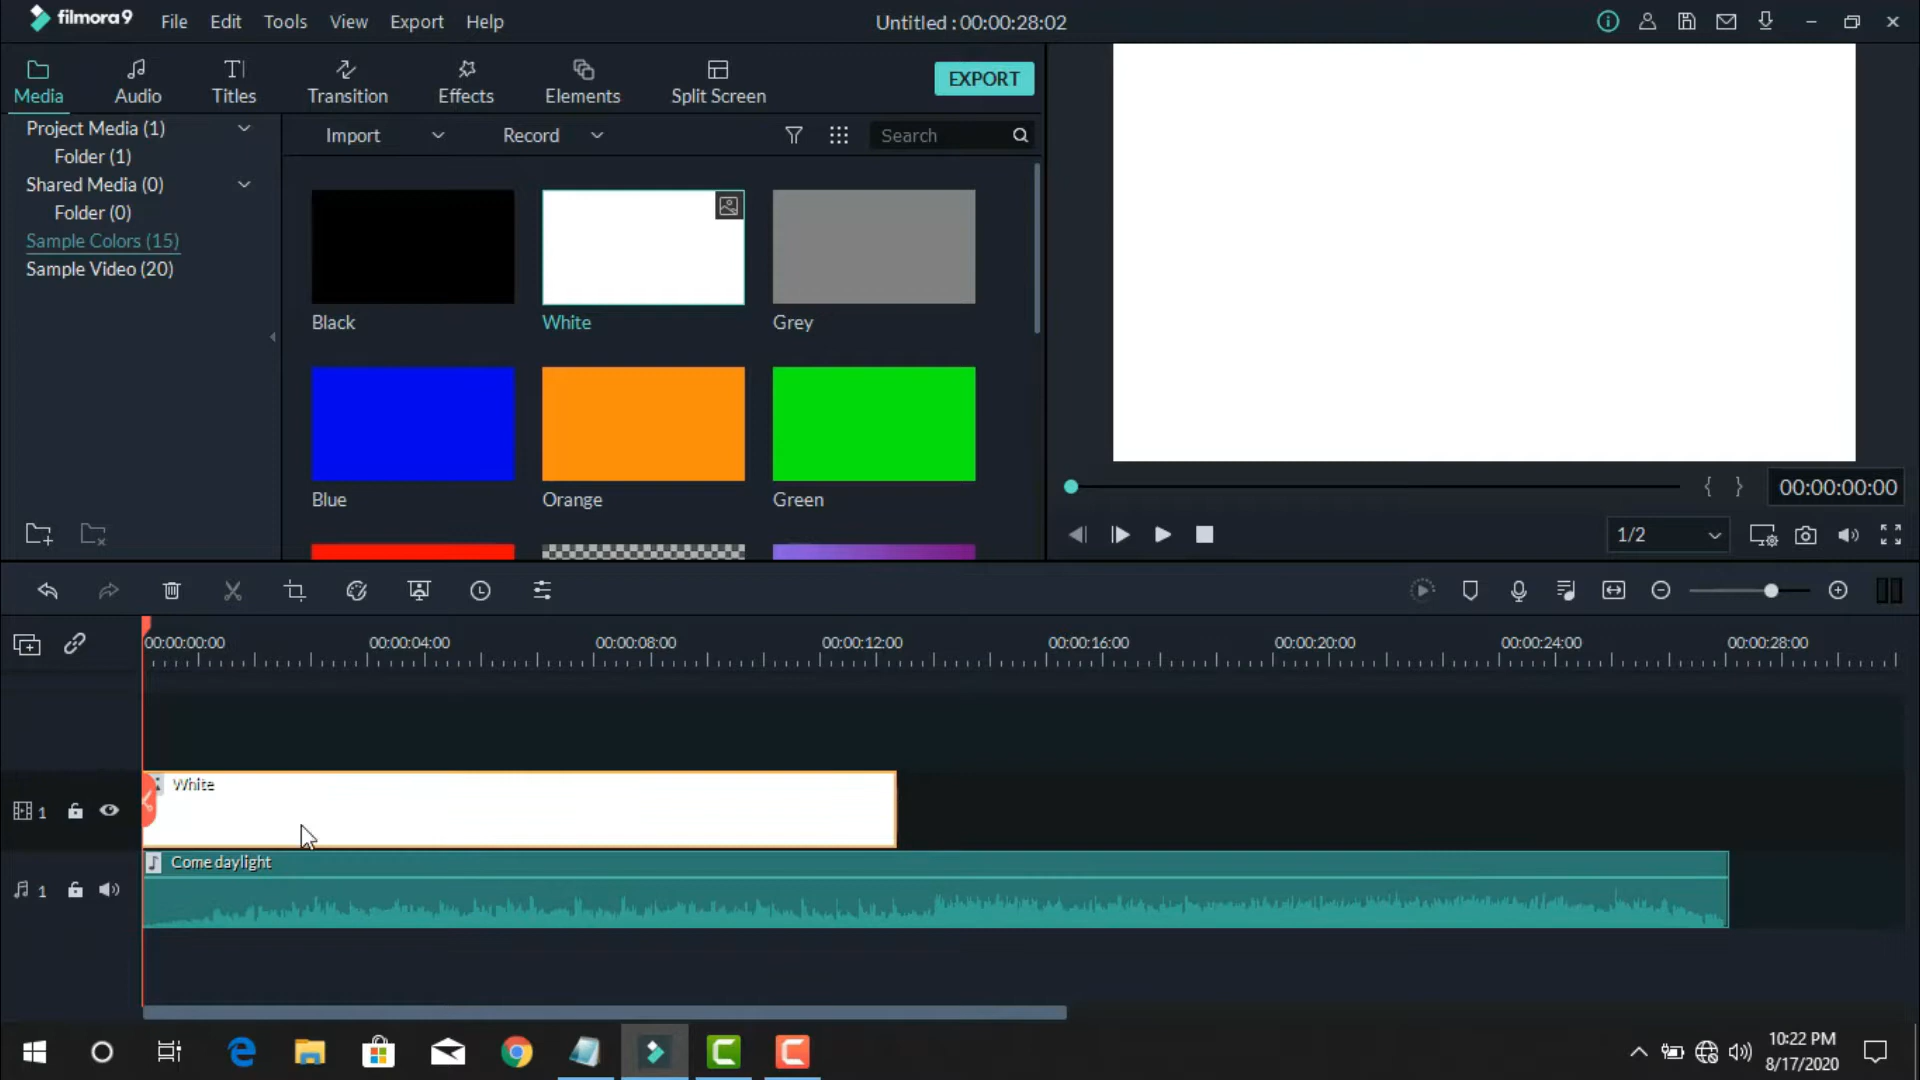 filmora9
File Edit Tools View Export Help
Untitled : 00:00:28:02
Media Audio Titles Transition Effects Elements Split Screen
EXPORT
Project Media (1)
Folder (1)
Shared Media (0)
Folder (0)
Sample Colors (15)
Sample Video (20)
Import Record Search
Black White Grey
Blue Orange Green
00:00:00:00
1/2
00:00:00:00 00:00:04:00 00:00:08:00 00:00:12:00 00:00:16:00 00:00:20:00 00:00:24:00 00:00:28:00
White
1
Come daylight
1
10:22 PM
8/17/2020